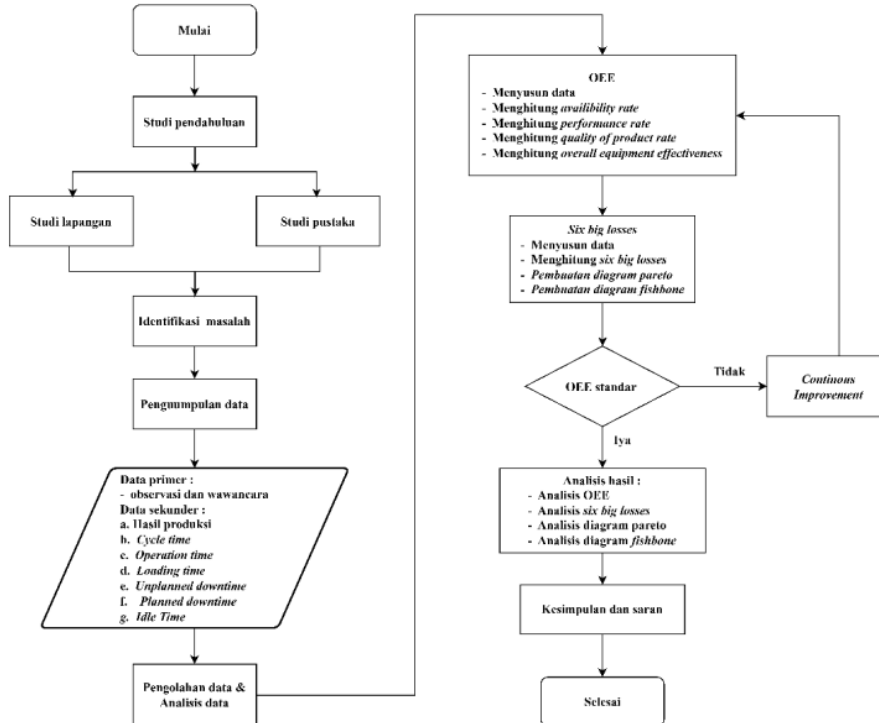 Mulai
Studi pendahuluan
Studi lapangan
Studi pustaka
Identifikasi masalah
Penguumpulan data
Data primer :
- observasi dan wawancara
Data sekunder :
a. Hasil produksi
b. Cycle time
c. Operation time
d. Loading time
e. Unplanned downtime
f. Planned downtime
g. Idle Time
Pengolahan data &
Analisis data
OEE
- Menyusun data
- Menghitung availibility rate
- Menghitung performance rate
- Menghitung quality of product rate
- Menghitung overall equipment effectiveness
Six big losses
- Menyusun data
- Menghitung six big losses
- Pembuatan diagram pareto
- Pembuatan diagram fishbone
OEE standar
Tidak
Continous
Improvement
Iya
Analisis hasil :
- Analisis OEE
- Analisis six big losses
- Analisis diagram pareto
- Analisis diagram fishbone
Kesimpulan dan saran
Selesai